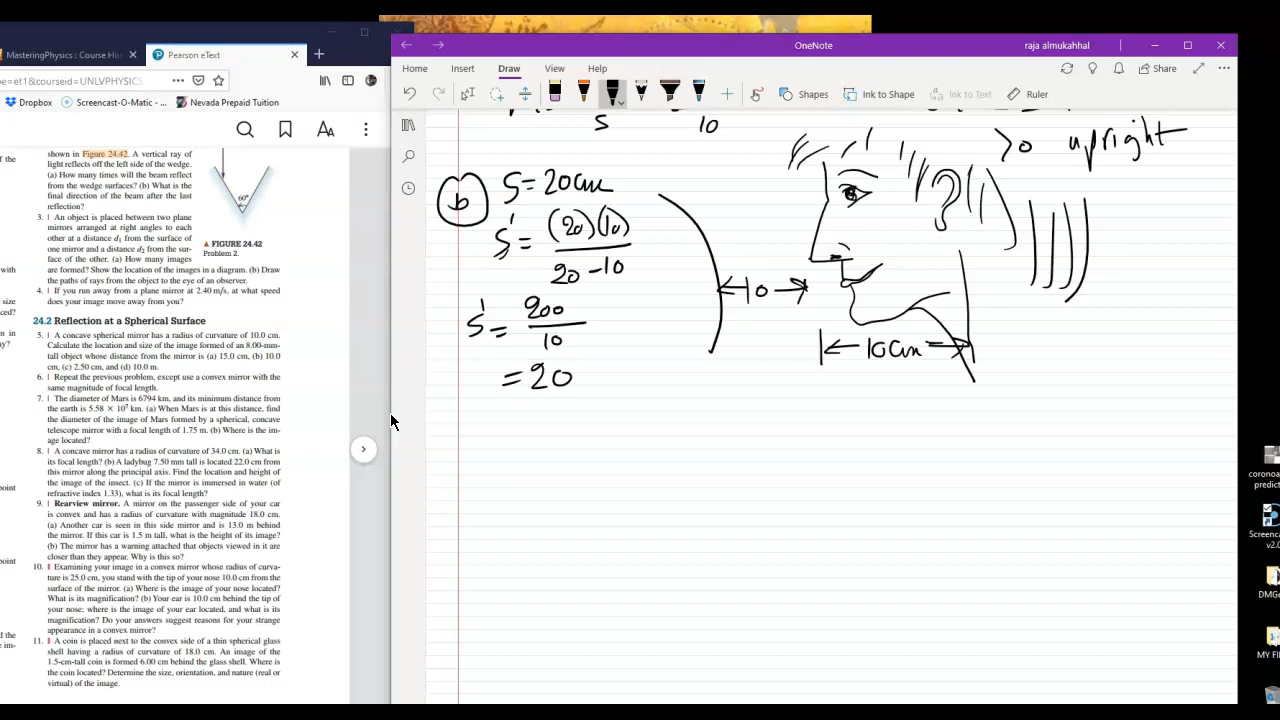 MasteringPhysics : Course Ho
Pearson eText
OneNote
raja almukahhal
Home Insert Draw View Help
Share
e=et1&courseid=UNLVPHYSICS
Dropbox
Screencast-O-Matic - ...
Nevada Prepaid Tuition
Shapes
Ink to Shape
Ink to Text
Ruler
shown in Figure 24.42. A vertical ray of
light reflects off the left side of the wedge.
(a) How many times will the beam reflect
from the wedge surfaces? (b) What is the
final direction of the beam after the last
reflection?
60°
3. | An object is placed between two plane
mirrors arranged at right angles to each
other at a distance d1 from the surface of
one mirror and a distance d2 from the sur-
face of the other. (a) How many images
are formed? Show the location of the images in a diagram. (b) Draw
the paths of rays from the object to the eye of an observer.
▲ FIGURE 24.42
Problem 2.
4. | If you run away from a plane mirror at 2.40 m/s, at what speed
does your image move away from you?
24.2 Reflection at a Spherical Surface
5. | A concave spherical mirror has a radius of curvature of 10.0 cm.
Calculate the location and size of the image formed of an 8.00-mm-
tall object whose distance from the mirror is (a) 15.0 cm, (b) 10.0
cm, (c) 2.50 cm, and (d) 10.0 m.
6. | Repeat the previous problem, except use a convex mirror with the
same magnitude of focal length.
7. | The diameter of Mars is 6794 km, and its minimum distance from
the earth is 5.58 × 10⁷ km. (a) When Mars is at this distance, find
the diameter of the image of Mars formed by a spherical, concave
telescope mirror with a focal length of 1.75 m. (b) Where is the im-
age located?
8. | A concave mirror has a radius of curvature of 34.0 cm. (a) What is
its focal length? (b) A ladybug 7.50 mm tall is located 22.0 cm from
this mirror along the principal axis. Find the location and height of
the image of the insect. (c) If the mirror is immersed in water (of
refractive index 1.33), what is its focal length?
9. | Rearview mirror. A mirror on the passenger side of your car
is convex and has a radius of curvature with magnitude 18.0 cm.
(a) Another car is seen in this side mirror and is 13.0 m behind
the mirror. If this car is 1.5 m tall, what is the height of its image?
(b) The mirror has a warning attached that objects viewed in it are
closer than they appear. Why is this so?
10. || Examining your image in a convex mirror whose radius of curva-
ture is 25.0 cm, you stand with the tip of your nose 10.0 cm from the
surface of the mirror. (a) Where is the image of your nose located?
What is its magnification? (b) Your ear is 10.0 cm behind the tip of
your nose; where is the image of your ear located, and what is its
magnification? Do your answers suggest reasons for your strange
appearance in a convex mirror?
11. || A coin is placed next to the convex side of a thin spherical glass
shell having a radius of curvature of 18.0 cm. An image of the
1.5-cm-tall coin is formed 6.00 cm behind the glass shell. Where is
the coin located? Determine the size, orientation, and nature (real or
virtual) of the image.
s 10
>0 upright
b S = 20cm
S' = (20)(10)
20 - 10
S' = 200
10
= 20
10
10cm
coronoa
predict
Screenca
v2.0
DMGe
MY FI